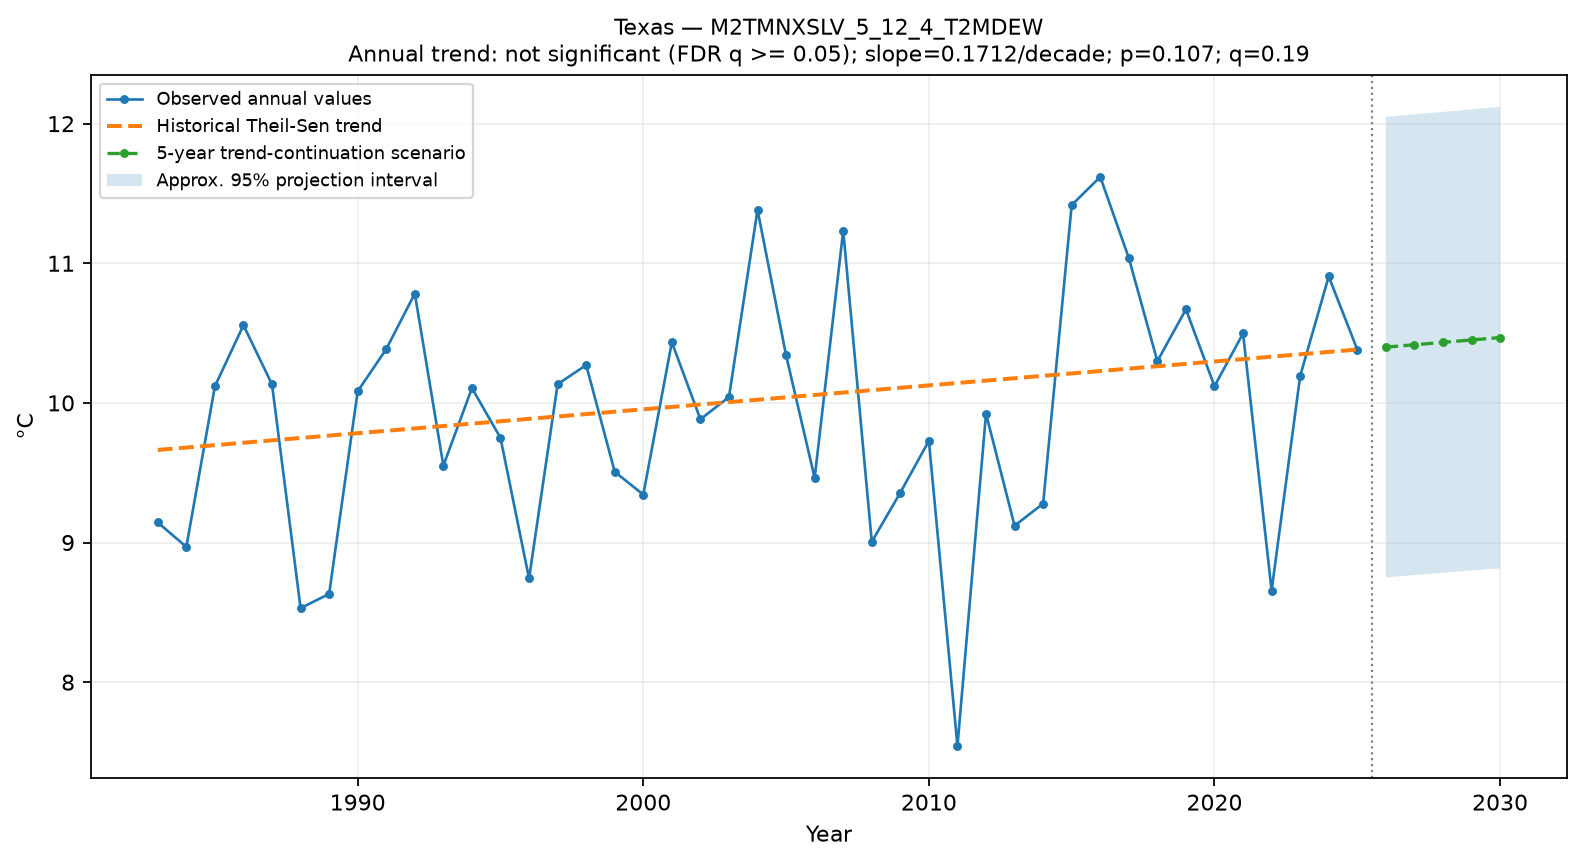 Texas — M2TMNXSLV_5_12_4_T2MDEW
Annual trend: not significant (FDR q >= 0.05); slope=0.1712/decade; p=0.107; q=0.19
Observed annual values
Historical Theil-Sen trend
5-year trend-continuation scenario
Approx. 95% projection interval
12
11
10
9
8
°C
1990
2000
2010
2020
2030
Year